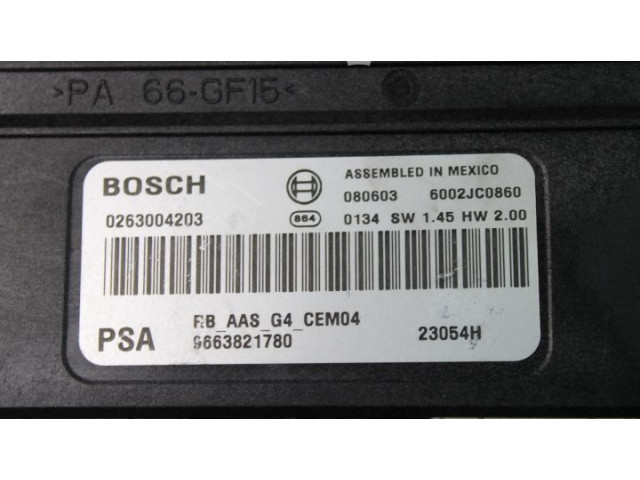 >PA 66-GF15<
BOSCH
ASSEMBLED IN MEXICO
080603 6002JC0860
0263004203
864 0134 SW 1.45 HW 2.00
PSA
RB_AAS_G4_CEM04
9663821780
23054H